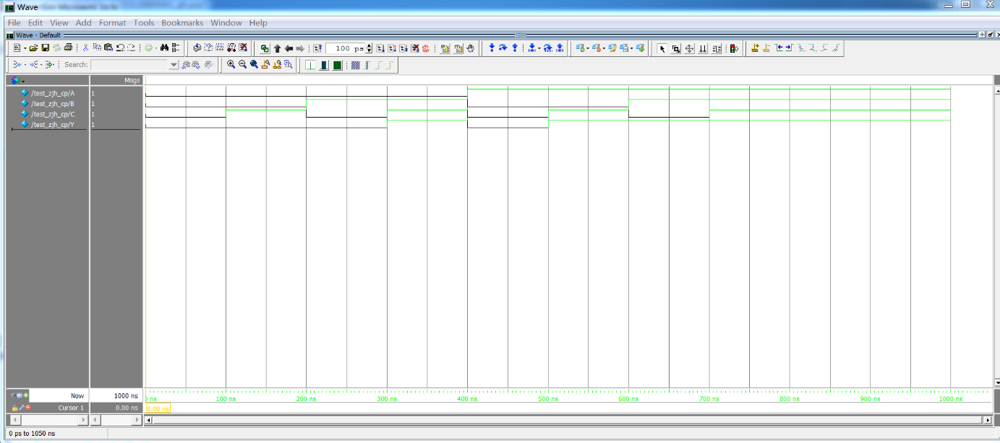 Wave
File Edit View Add Format Tools Bookmarks Window Help
Wave - Default
100 ps
Search:
Msgs
/test_zjh_cp/A 1
/test_zjh_cp/B 1
/test_zjh_cp/C 1
/test_zjh_cp/Y 1
Now 1000 ns
0 ns 100 ns 200 ns 300 ns 400 ns 500 ns 600 ns 700 ns 800 ns 900 ns 1000 ns
Cursor 1 0.00 ns 0.00 ns
0 ps to 1050 ns